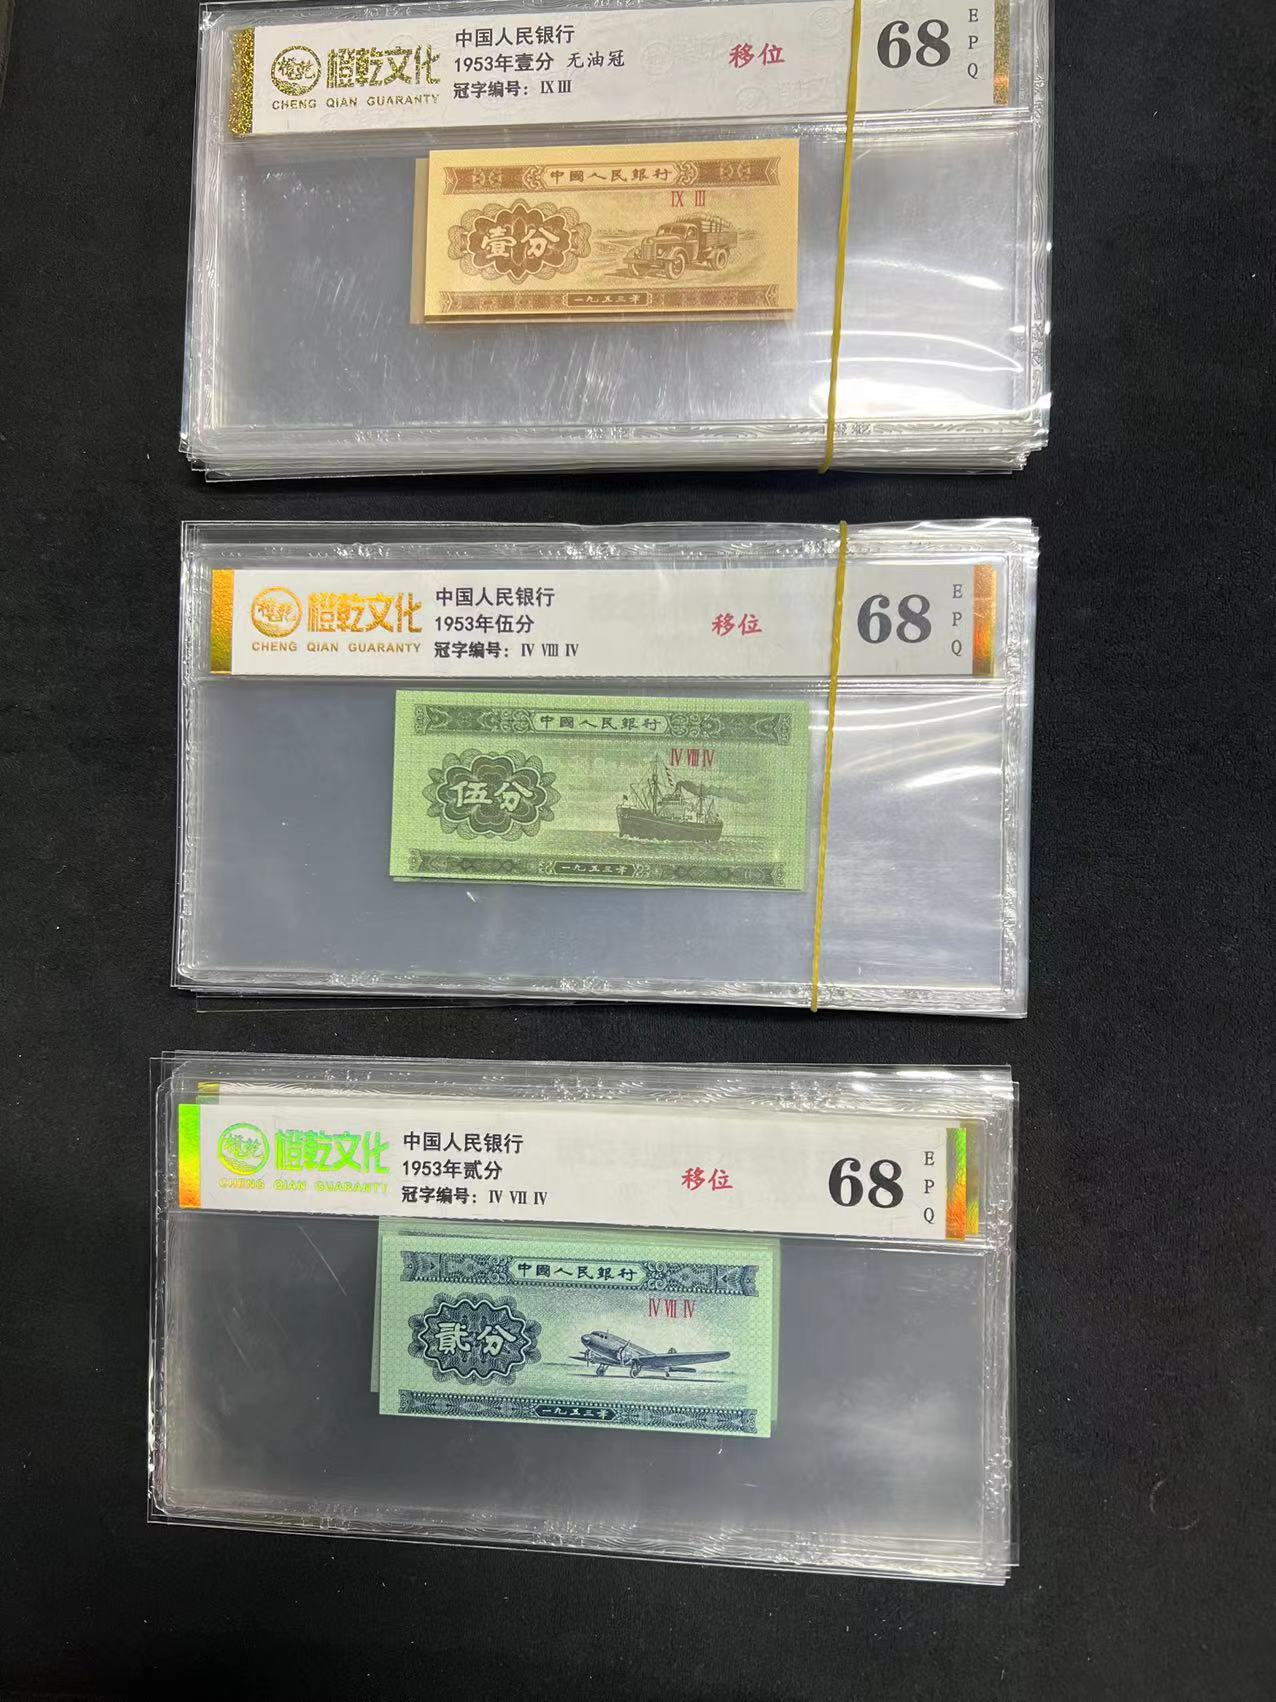 橙乾文化
CHENG QIAN GUARANTY
中国人民银行
1953年壹分 无油冠
冠字编号：IX III
移位
68
EPQ
中國人民銀行
IX III
壹分
一九五三年
橙乾文化
CHENG QIAN GUARANTY
中国人民银行
1953年伍分
冠字编号：IV VIII IV
移位
68
EPQ
中國人民銀行
IV VIII IV
伍分
一九五三年
橙乾文化
CHENG QIAN GUARANTY
中国人民银行
1953年贰分
冠字编号：IV VII IV
移位
68
EPQ
中國人民銀行
IV VII IV
貳分
一九五三年